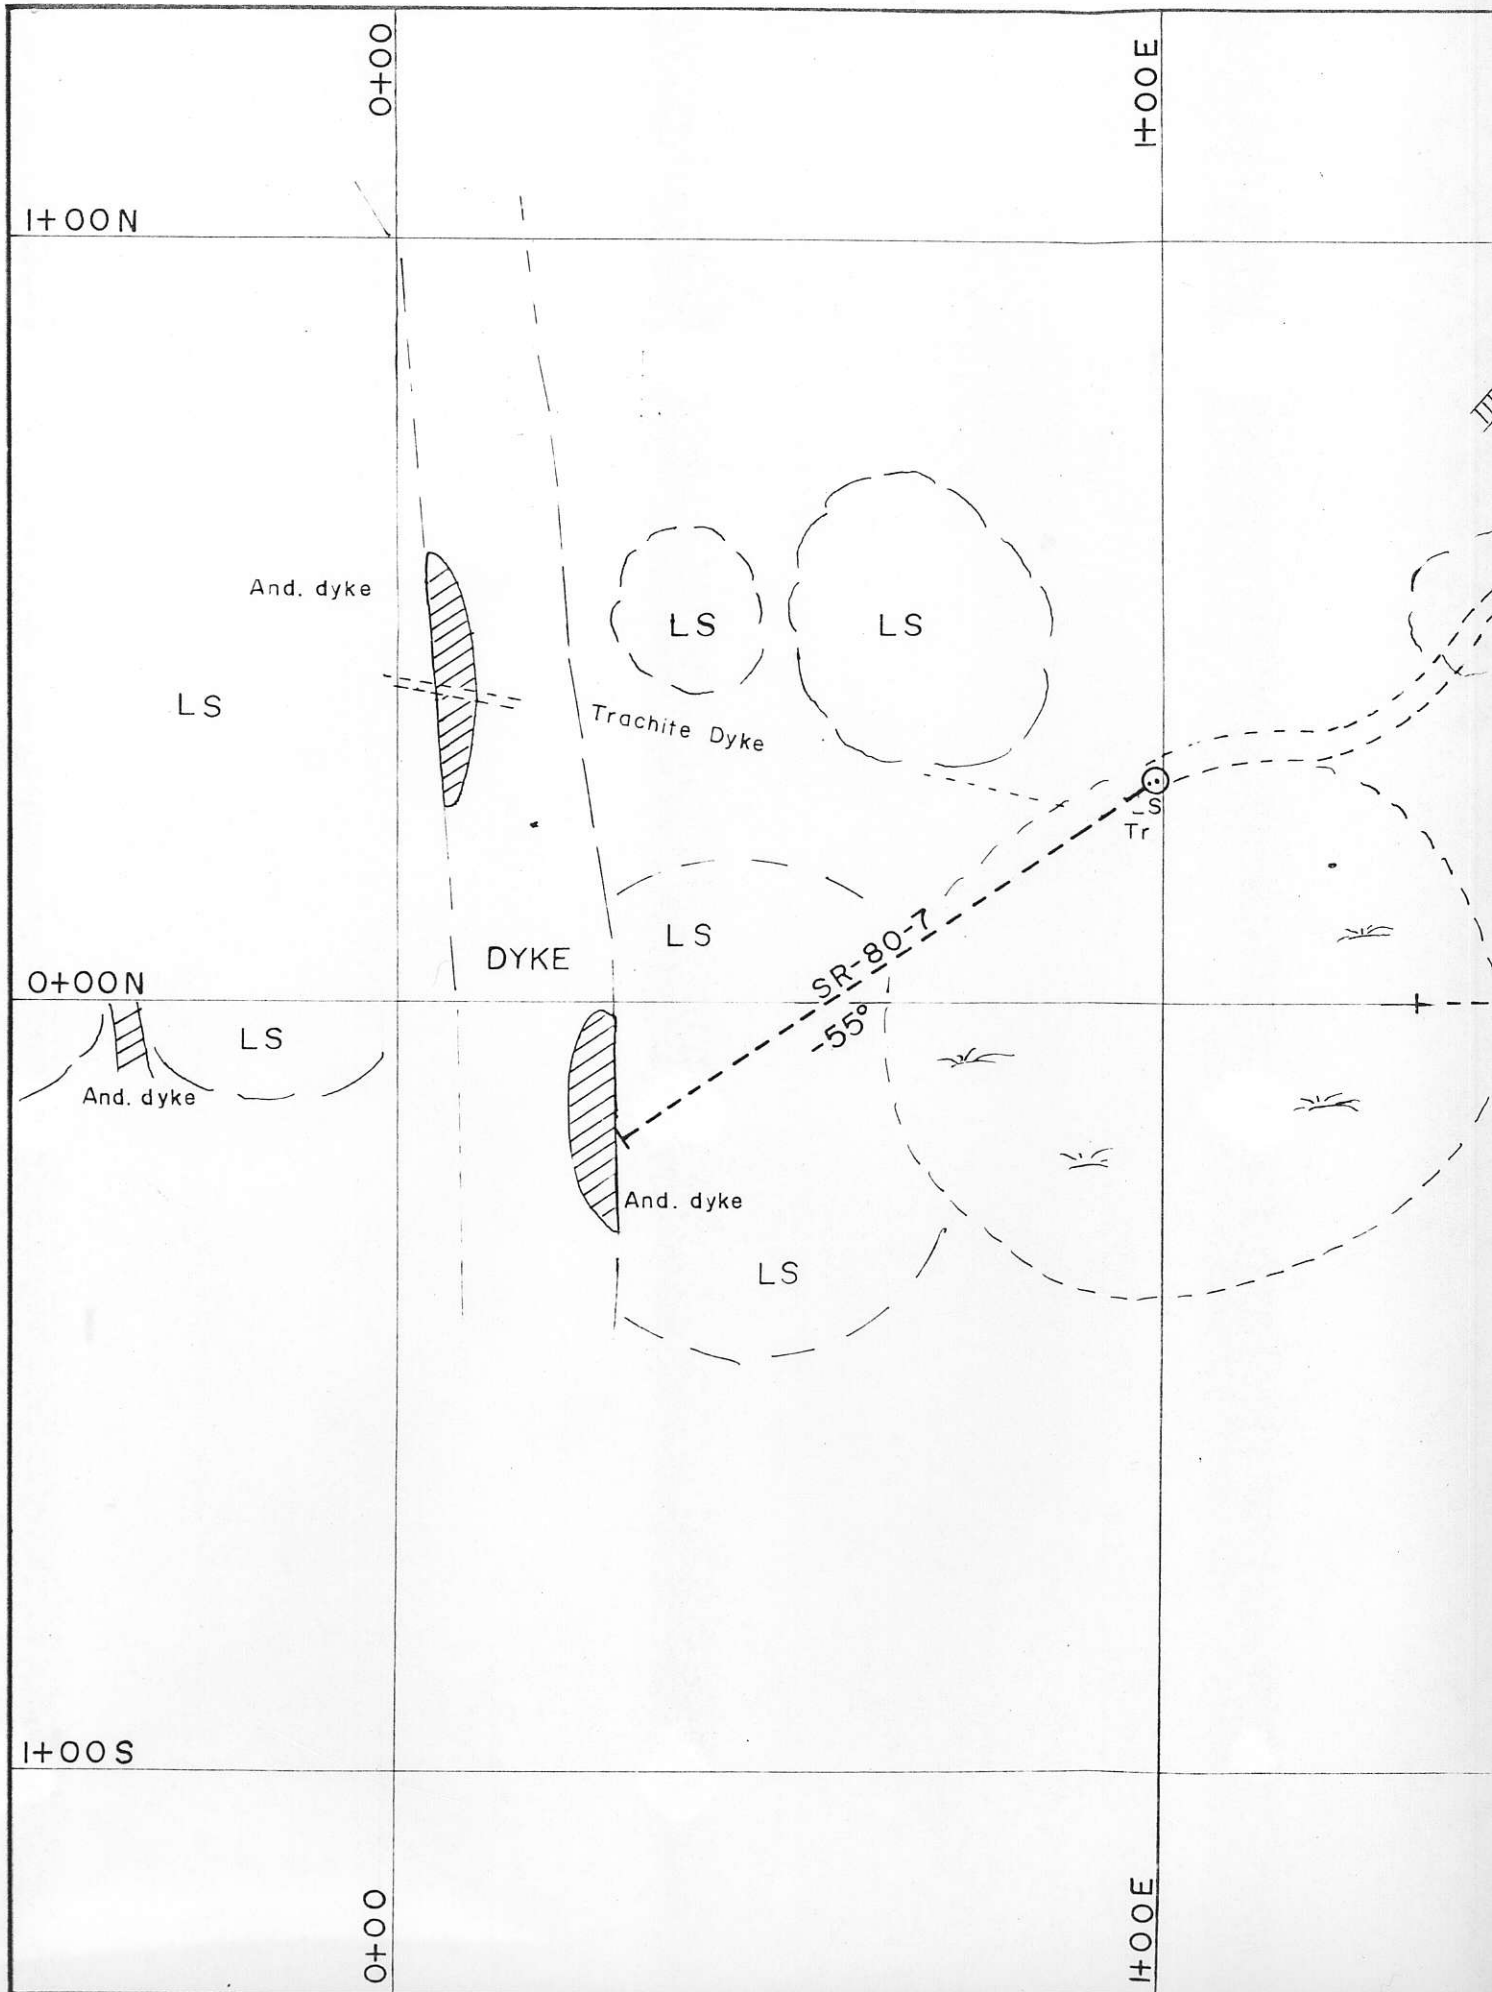 0+00
1+00E
1+00N
And. dyke
LS
LS
LS
Trachite Dyke
LS
Tr
LS
DYKE
SR-80-7
0+00N
-55°
LS
And. dyke
And. dyke
LS
1+00S
0+00
1+00E